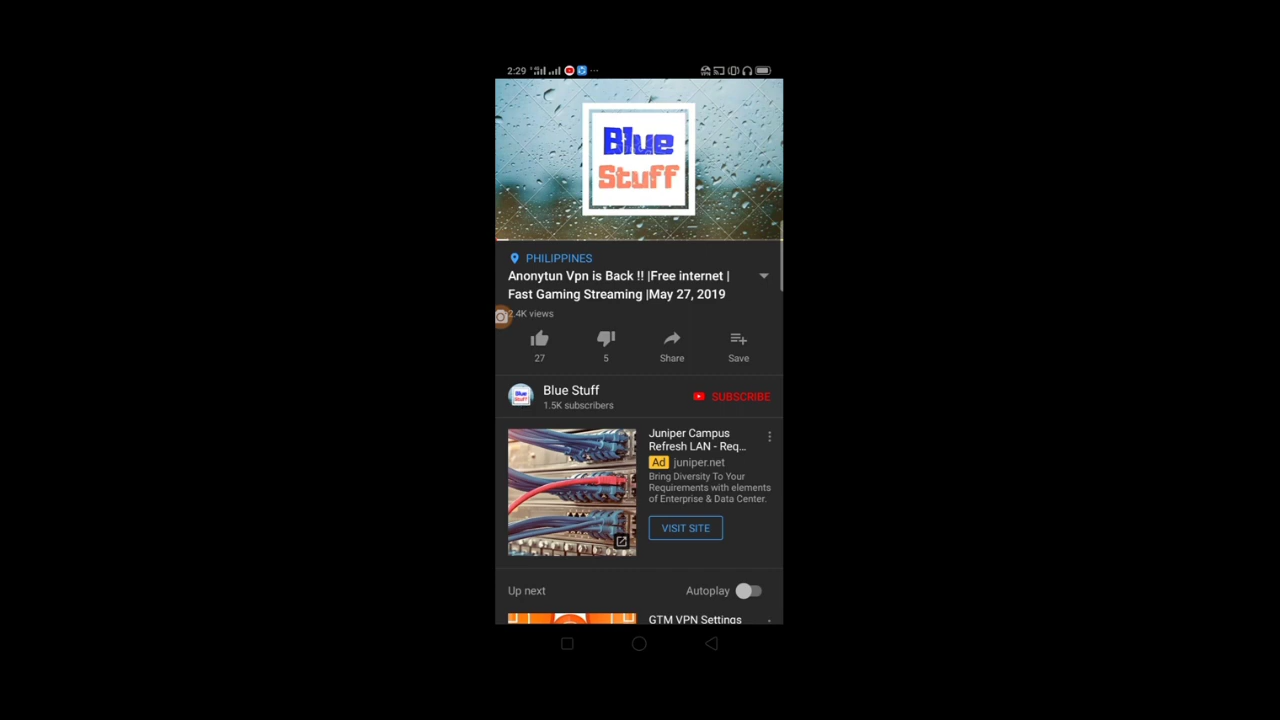 2:29
Blue
Stuff
PHILIPPINES
Anonytun Vpn is Back !! |Free internet |
Fast Gaming Streaming |May 27, 2019
2.4K views
27
5
Share
Save
Blue Stuff
1.5K subscribers
SUBSCRIBE
Juniper Campus
Refresh LAN - Req...
Ad juniper.net
Bring Diversity To Your
Requirements with elements
of Enterprise & Data Center.
VISIT SITE
Up next
Autoplay
GTM VPN Settings